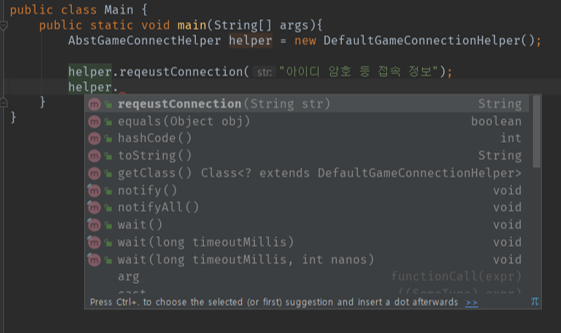 public class Main {
public static void main(String[] args){
AbstGameConnectHelper helper = new DefaultGameConnectionHelper();
helper.reqeustConnection( str: "아이디 암호 등 접속 정보");
helper.
reqeustConnection(String str) String
equals(Object obj) boolean
hashCode() int
toString() String
getClass() Class<? extends DefaultGameConnectionHelper>
notify() void
notifyAll() void
wait() void
wait(long timeoutMillis) void
wait(long timeoutMillis, int nanos) void
arg functionCall(expr)
Press Ctrl+. to choose the selected (or first) suggestion and insert a dot afterwards >> π
}
}